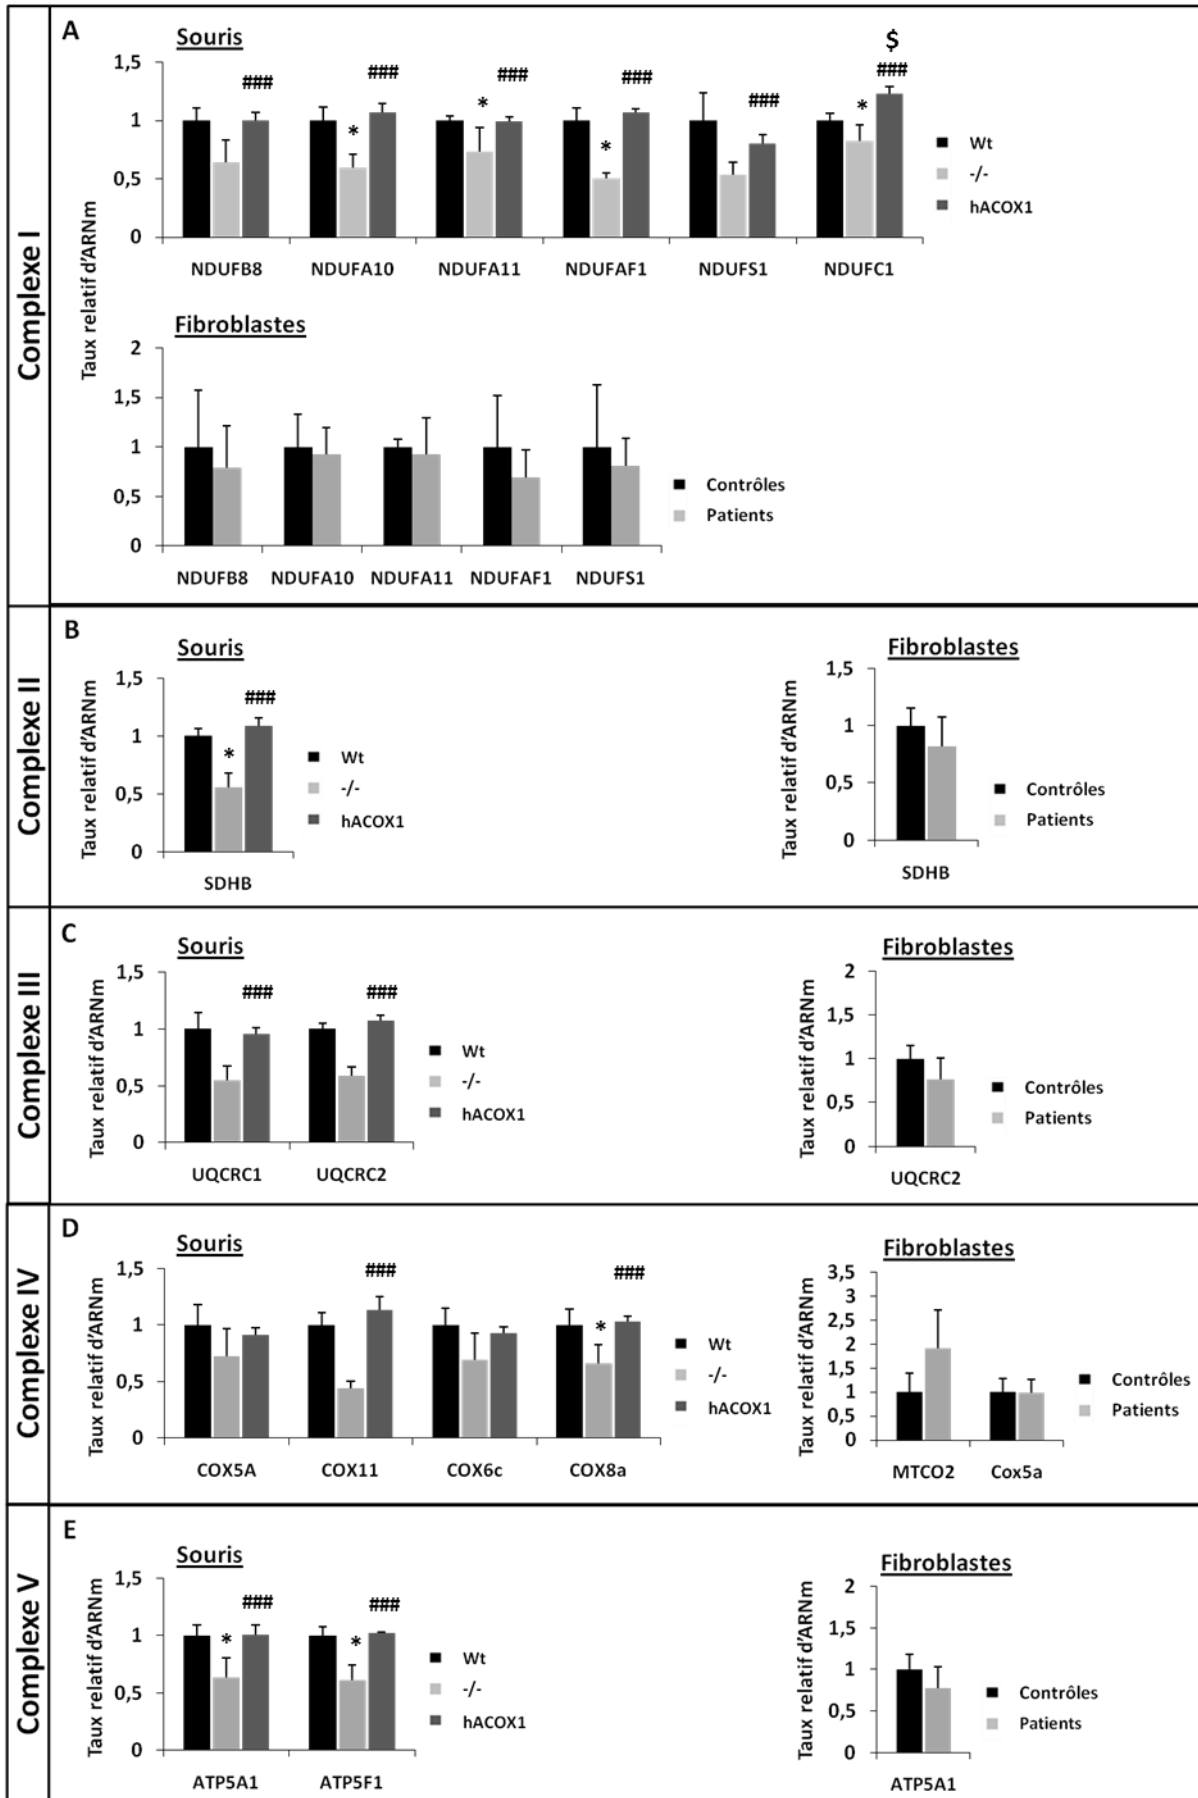 Complexe I
A
Souris
Taux relatif d'ARNm
1,5
1
0,5
0
###
* ###
* ###
* ###
###
* ### $
NDUFB8 NDUFA10 NDUFA11 NDUFAF1 NDUFS1 NDUFC1
Wt
-/-
hACOX1
Fibroblastes
2
1,5
1
0,5
0
NDUFB8 NDUFA10 NDUFA11 NDUFAF1 NDUFS1
Contrôles
Patients
Complexe II
B
Souris
Taux relatif d'ARNm
1,5
1
0,5
0
* ###
SDHB
Wt
-/-
hACOX1
Fibroblastes
Taux relatif d'ARNm
1,5
1
0,5
0
SDHB
Contrôles
Patients
Complexe III
C
Souris
Taux relatif d'ARNm
1,5
1
0,5
0
### ###
UQCRC1 UQCRC2
Wt
-/-
hACOX1
Fibroblastes
Taux relatif d'ARNm
2
1,5
1
0,5
0
UQCRC2
Contrôles
Patients
Complexe IV
D
Souris
Taux relatif d'ARNm
1,5
1
0,5
0
###
* ###
COX5A COX11 COX6c COX8a
Wt
-/-
hACOX1
Fibroblastes
Taux relatif d'ARNm
3,5
3
2
1,5
1
0,5
0
MTCO2 Cox5a
Contrôles
Patients
Complexe V
E
Souris
Taux relatif d'ARNm
1,5
1
0,5
0
* ###
* ###
ATP5A1 ATP5F1
Wt
-/-
hACOX1
Fibroblastes
Taux relatif d'ARNm
2
1,5
1
0,5
0
ATP5A1
Contrôles
Patients